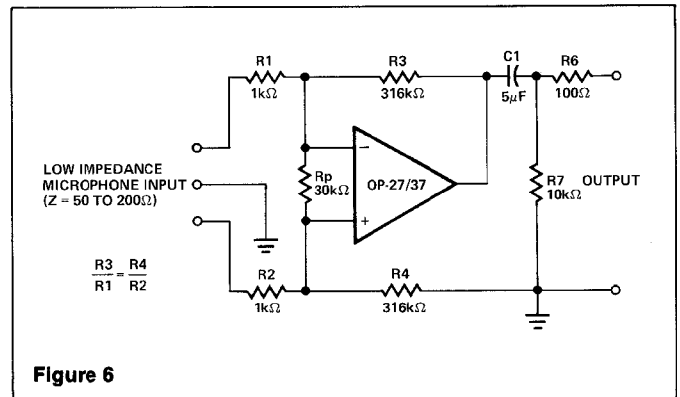 R1
1kΩ
R3
316kΩ
C1
5μF
R6
100Ω
LOW IMPEDANCE
MICROPHONE INPUT
(Z = 50 TO 200Ω)
Rp
30kΩ
−
+
OP-27/37
R7
10kΩ
OUTPUT
R3/R1 = R4/R2
R2
1kΩ
R4
316kΩ
Figure 6